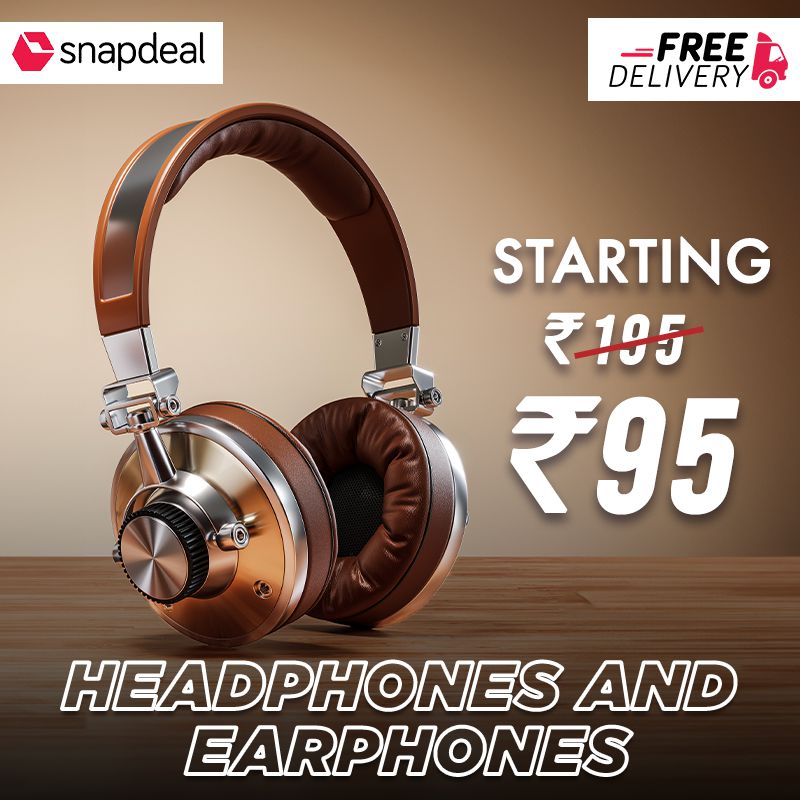 snapdeal
FREE
DELIVERY
STARTING
₹195
₹95
HEADPHONES AND
EARPHONES